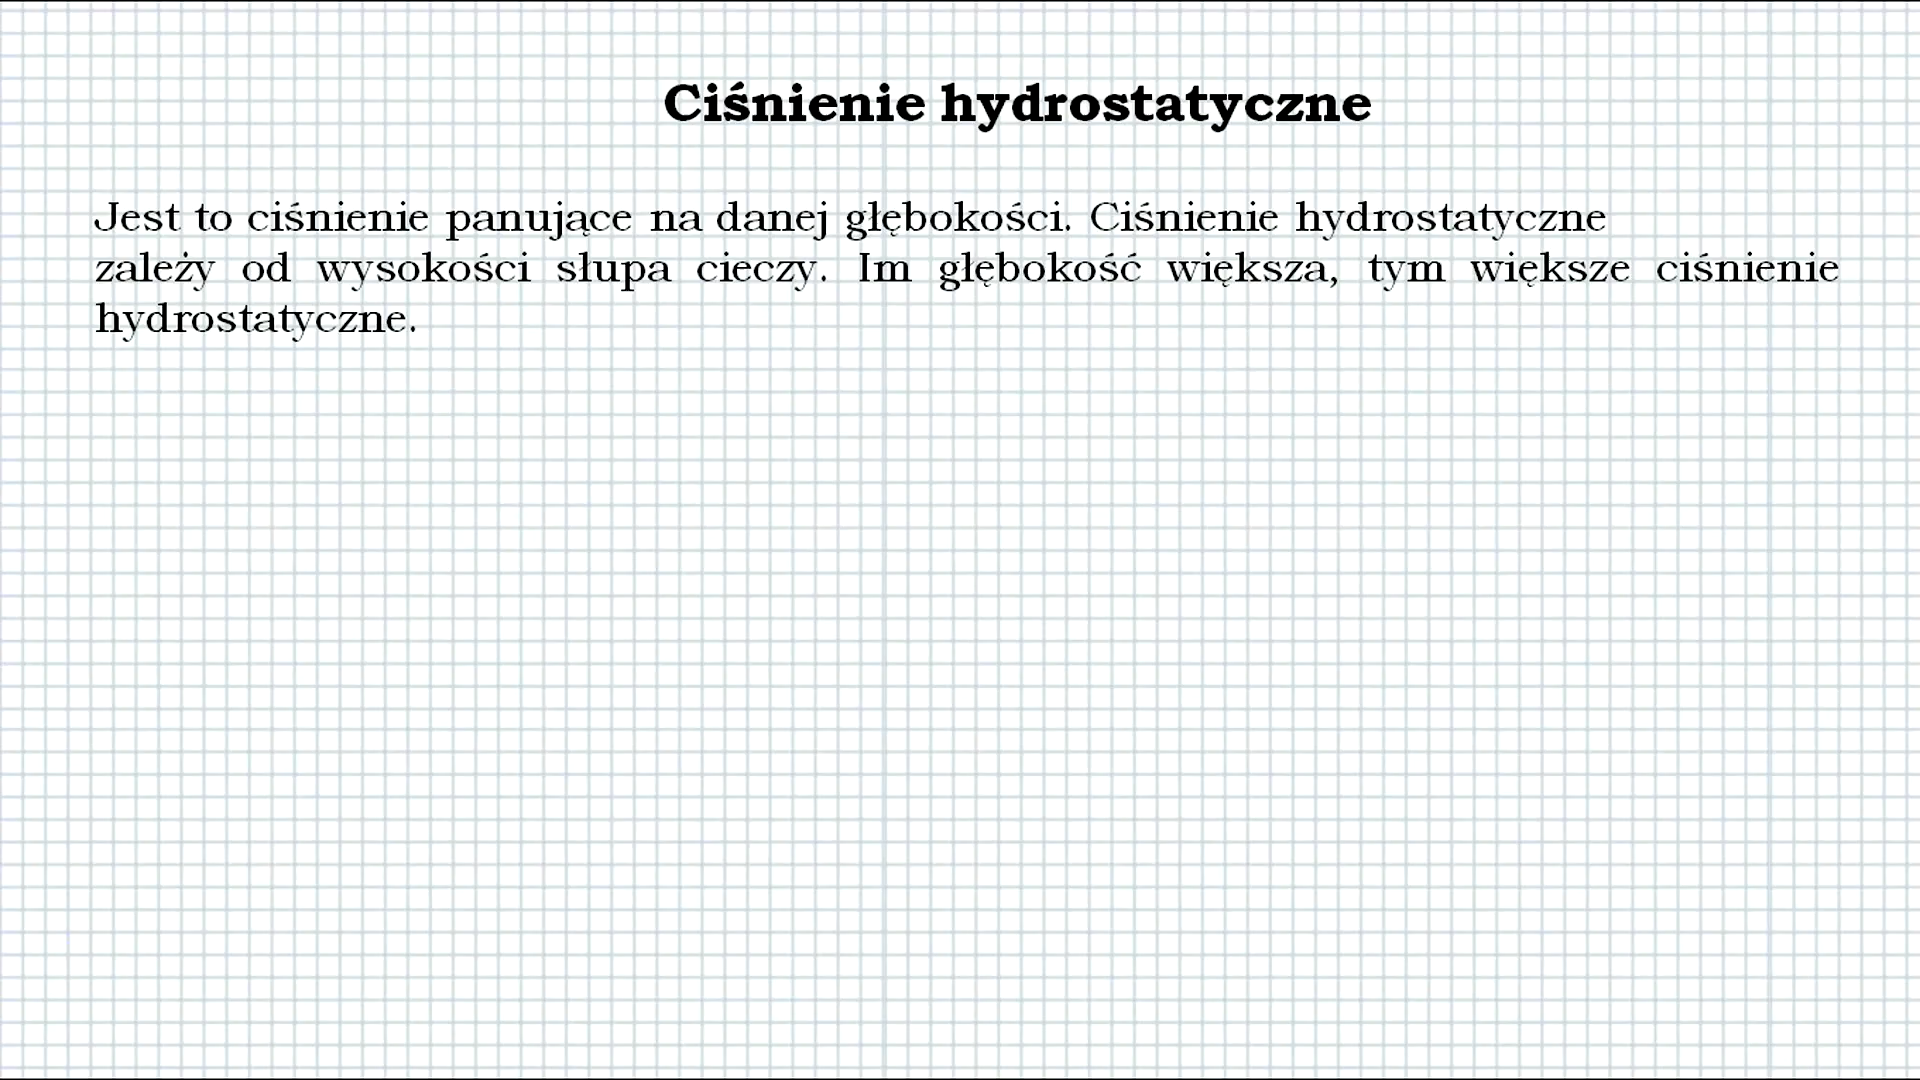 Ciśnienie hydrostatyczne
Jest to ciśnienie panujące na danej głębokości. Ciśnienie hydrostatyczne
zależy od wysokości słupa cieczy. Im głębokość większa, tym większe ciśnienie
hydrostatyczne.